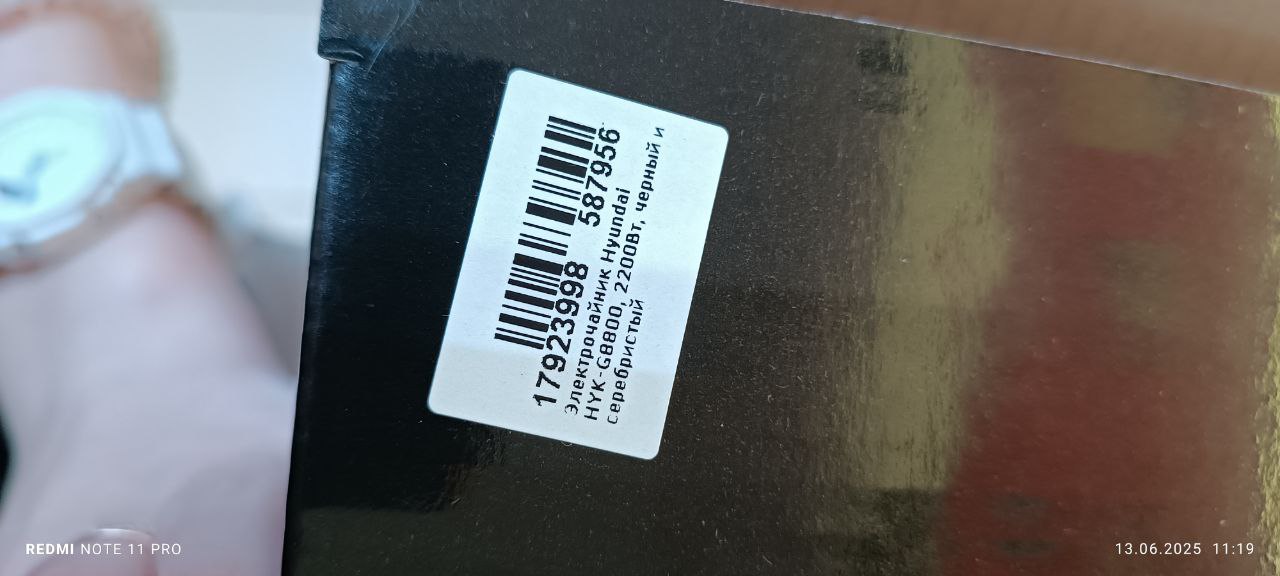 17923998 587956
Электрочайник Hyundai
HYK-G8800, 2200Вт, черный и
серебристый
REDMI NOTE 11 PRO
13.06.2025 11:19